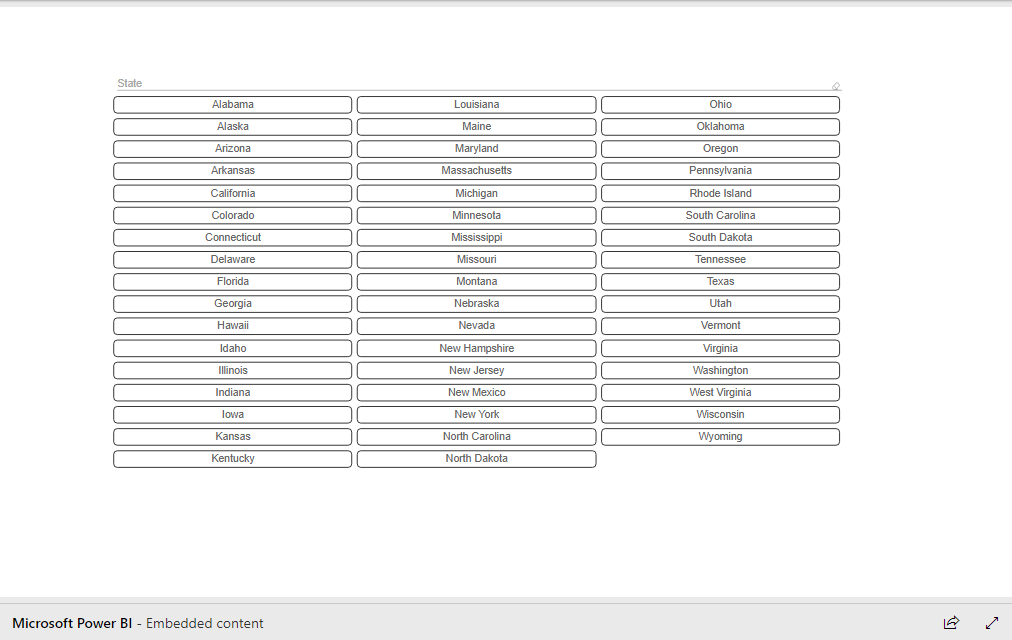 State
Alabama
Alaska
Arizona
Arkansas
California
Colorado
Connecticut
Delaware
Florida
Georgia
Hawaii
Idaho
Illinois
Indiana
Iowa
Kansas
Kentucky
Louisiana
Maine
Maryland
Massachusetts
Michigan
Minnesota
Mississippi
Missouri
Montana
Nebraska
Nevada
New Hampshire
New Jersey
New Mexico
New York
North Carolina
North Dakota
Ohio
Oklahoma
Oregon
Pennsylvania
Rhode Island
South Carolina
South Dakota
Tennessee
Texas
Utah
Vermont
Virginia
Washington
West Virginia
Wisconsin
Wyoming
Microsoft Power BI - Embedded content